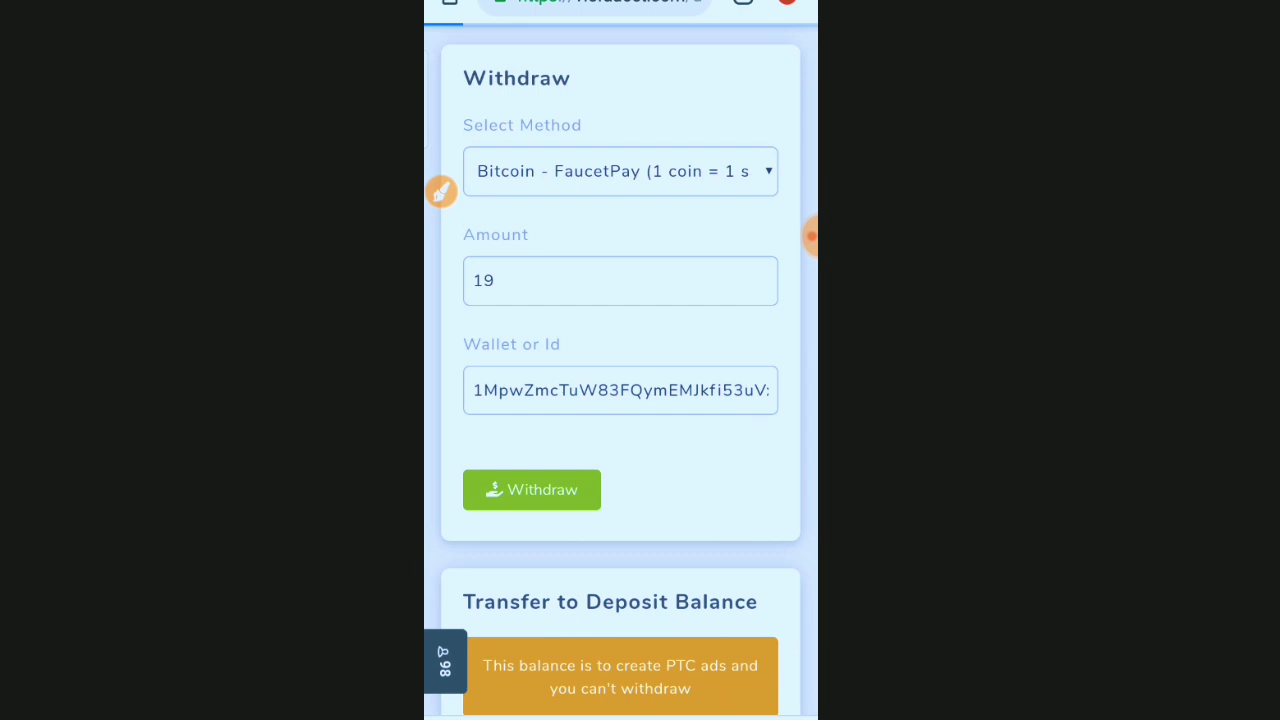 Withdraw
Select Method
Bitcoin - FaucetPay (1 coin = 1 s
Amount
19
Wallet or Id
1MpwZmcTuW83FQymEMJkfi53uV
Withdraw
Transfer to Deposit Balance
This balance is to create PTC ads and
you can't withdraw
98